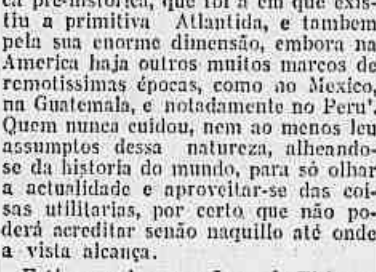 ca pre-historica, que foi a em que exis-
tiu a primitiva Atlantida, e tambem
pela sua enorme dimensão, embora na
America haja outros muitos marcos de
remotissimas épocas, como no Mexico,
na Guatemala, e notadamente no Peru'.
Quem nunca cuidou, nem ao menos leu
assumptos dessa natureza, alheando-
se da historia do mundo, para só olhar
a actualidade e aproveitar-se das coi-
sas utilitarias, por certo que não po-
derá acreditar senão naquillo até onde
a vista alcança.